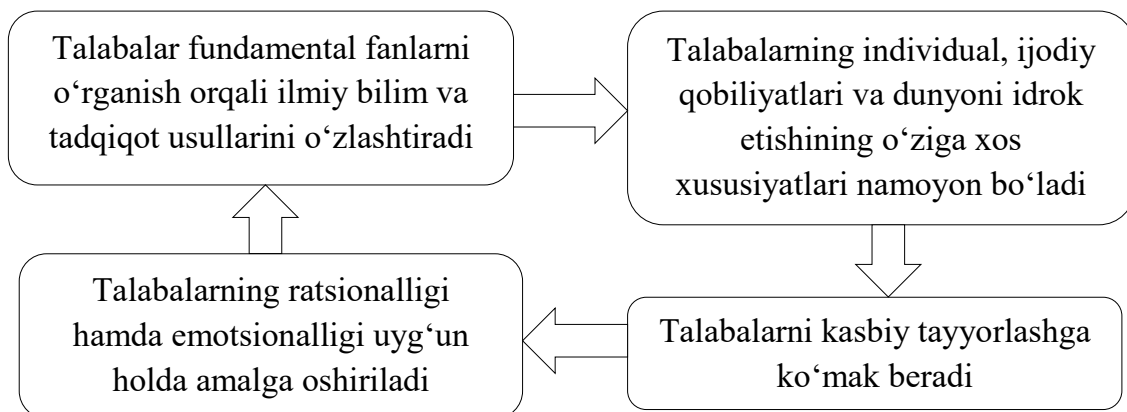 Talabalar fundamental fanlarni
o‘rganish orqali ilmiy bilim va
tadqiqot usullarini o‘zlashtiradi
Talabalarning individual, ijodiy
qobiliyatlari va dunyoni idrok
etishining o‘ziga xos
xususiyatlari namoyon bo‘ladi
Talabalarning ratsionalligi
hamda emotsionalligi uyg‘un
holda amalga oshiriladi
Talabalarni kasbiy tayyorlashga
ko‘mak beradi